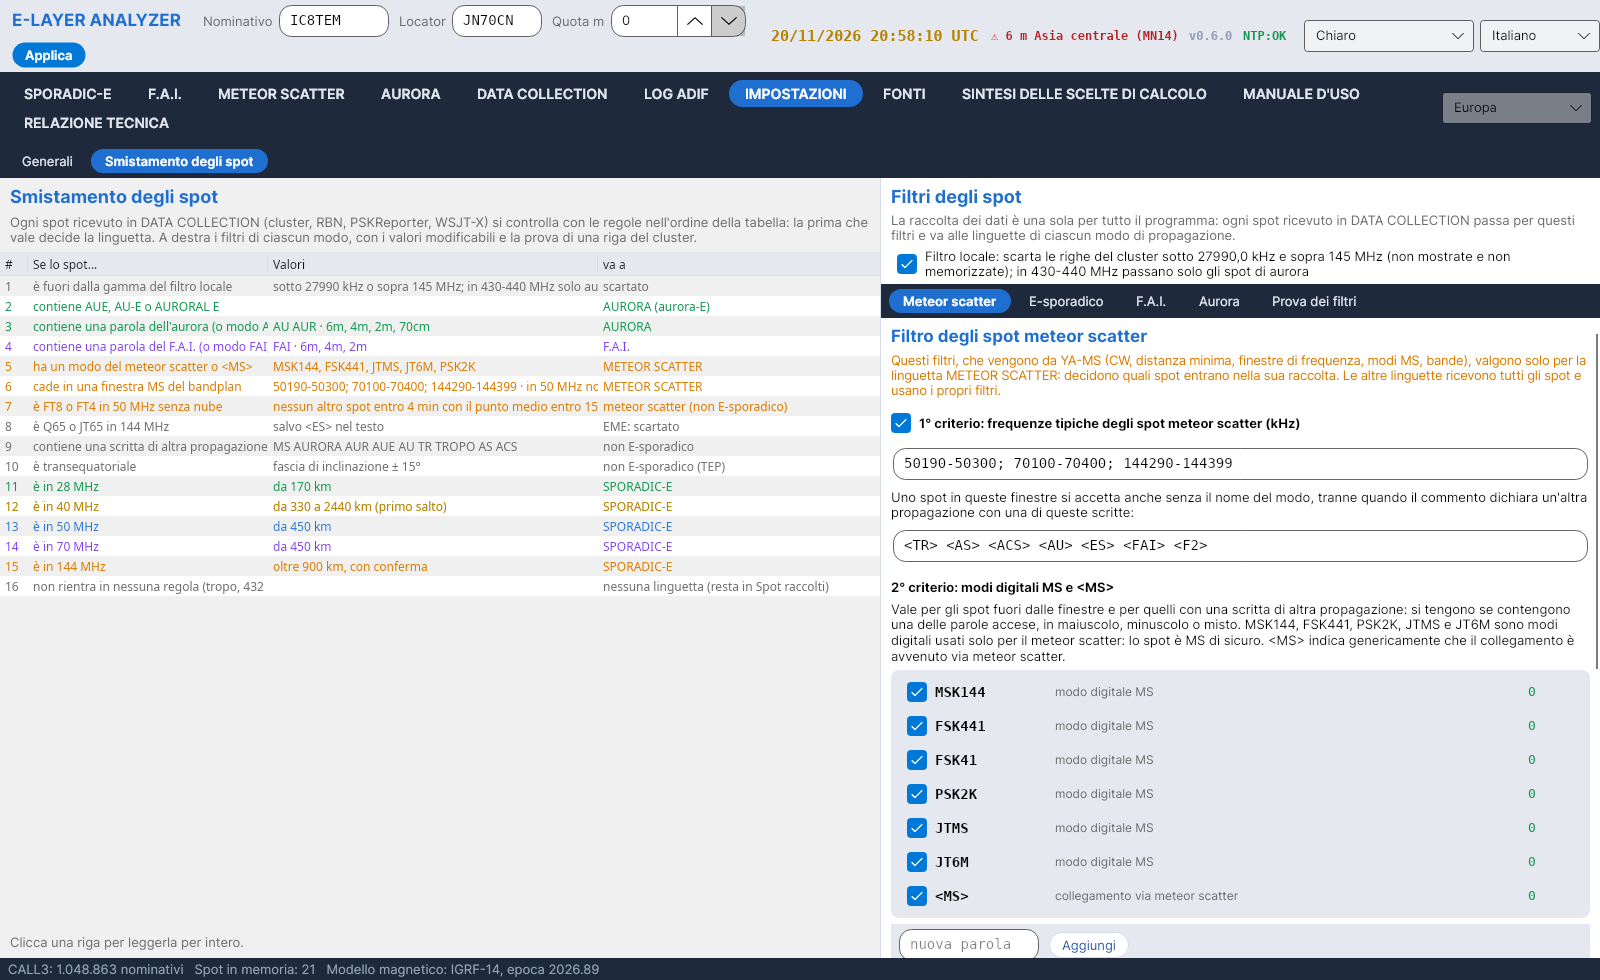 E-LAYER ANALYZER Nominativo IC8TEM Locator JN70CN Quota m 0
Applica
20/11/2026 20:58:10 UTC ⚠ 6 m Asia centrale (MN14) v0.6.0 NTP:OK Chiaro Italiano
SPORADIC-E F.A.I. METEOR SCATTER AURORA DATA COLLECTION LOG ADIF IMPOSTAZIONI FONTI SINTESI DELLE SCELTE DI CALCOLO MANUALE D'USO
RELAZIONE TECNICA
Europa
Generali Smistamento degli spot
Smistamento degli spot
Ogni spot ricevuto in DATA COLLECTION (cluster, RBN, PSKReporter, WSJT-X) si controlla con le regole nell'ordine della tabella: la prima che
vale decide la linguetta. A destra i filtri di ciascun modo, con i valori modificabili e la prova di una riga del cluster.
# Se lo spot... Valori va a
1 è fuori dalla gamma del filtro locale sotto 27990 kHz o sopra 145 MHz; in 430-440 MHz solo au scartato
2 contiene AUE, AU-E o AURORAL E AURORA (aurora-E)
3 contiene una parola dell'aurora (o modo A AU AUR · 6m, 4m, 2m, 70cm AURORA
4 contiene una parola del F.A.I. (o modo FAI FAI · 6m, 4m, 2m F.A.I.
5 ha un modo del meteor scatter o <MS> MSK144, FSK441, JTMS, JT6M, PSK2K METEOR SCATTER
6 cade in una finestra MS del bandplan 50190-50300; 70100-70400; 144290-144399 · in 50 MHz nc METEOR SCATTER
7 è FT8 o FT4 in 50 MHz senza nube nessun altro spot entro 4 min con il punto medio entro 15 meteor scatter (non E-sporadico)
8 è Q65 o JT65 in 144 MHz salvo <ES> nel testo EME: scartato
9 contiene una scritta di altra propagazione MS AURORA AUR AUE AU TR TROPO AS ACS non E-sporadico
10 è transequatoriale fascia di inclinazione ± 15° non E-sporadico (TEP)
11 è in 28 MHz da 170 km SPORADIC-E
12 è in 40 MHz da 330 a 2440 km (primo salto) SPORADIC-E
13 è in 50 MHz da 450 km SPORADIC-E
14 è in 70 MHz da 450 km SPORADIC-E
15 è in 144 MHz oltre 900 km, con conferma SPORADIC-E
16 non rientra in nessuna regola (tropo, 432 nessuna linguetta (resta in Spot raccolti)
Clicca una riga per leggerla per intero.
Filtri degli spot
La raccolta dei dati è una sola per tutto il programma: ogni spot ricevuto in DATA COLLECTION passa per questi
filtri e va alle linguette di ciascun modo di propagazione.
Filtro locale: scarta le righe del cluster sotto 27990,0 kHz e sopra 145 MHz (non mostrate e non
memorizzate); in 430-440 MHz passano solo gli spot di aurora
Meteor scatter E-sporadico F.A.I. Aurora Prova dei filtri
Filtro degli spot meteor scatter
Questi filtri, che vengono da YA-MS (CW, distanza minima, finestre di frequenza, modi MS, bande), valgono solo per la
linguetta METEOR SCATTER: decidono quali spot entrano nella sua raccolta. Le altre linguette ricevono tutti gli spot e
usano i propri filtri.
1° criterio: frequenze tipiche degli spot meteor scatter (kHz)
50190-50300; 70100-70400; 144290-144399
Uno spot in queste finestre si accetta anche senza il nome del modo, tranne quando il commento dichiara un'altra
propagazione con una di queste scritte:
<TR> <AS> <ACS> <AU> <ES> <FAI> <F2>
2° criterio: modi digitali MS e <MS>
Vale per gli spot fuori dalle finestre e per quelli con una scritta di altra propagazione: si tengono se contengono
una delle parole accese, in maiuscolo, minuscolo o misto. MSK144, FSK441, PSK2K, JTMS e JT6M sono modi
digitali usati solo per il meteor scatter: lo spot è MS di sicuro. <MS> indica genericamente che il collegamento è
avvenuto via meteor scatter.
MSK144 modo digitale MS 0
FSK441 modo digitale MS 0
FSK41 modo digitale MS 0
PSK2K modo digitale MS 0
JTMS modo digitale MS 0
JT6M modo digitale MS 0
<MS> collegamento via meteor scatter 0
nuova parola Aggiungi
CALL3: 1.048.863 nominativi Spot in memoria: 21 Modello magnetico: IGRF-14, epoca 2026.89